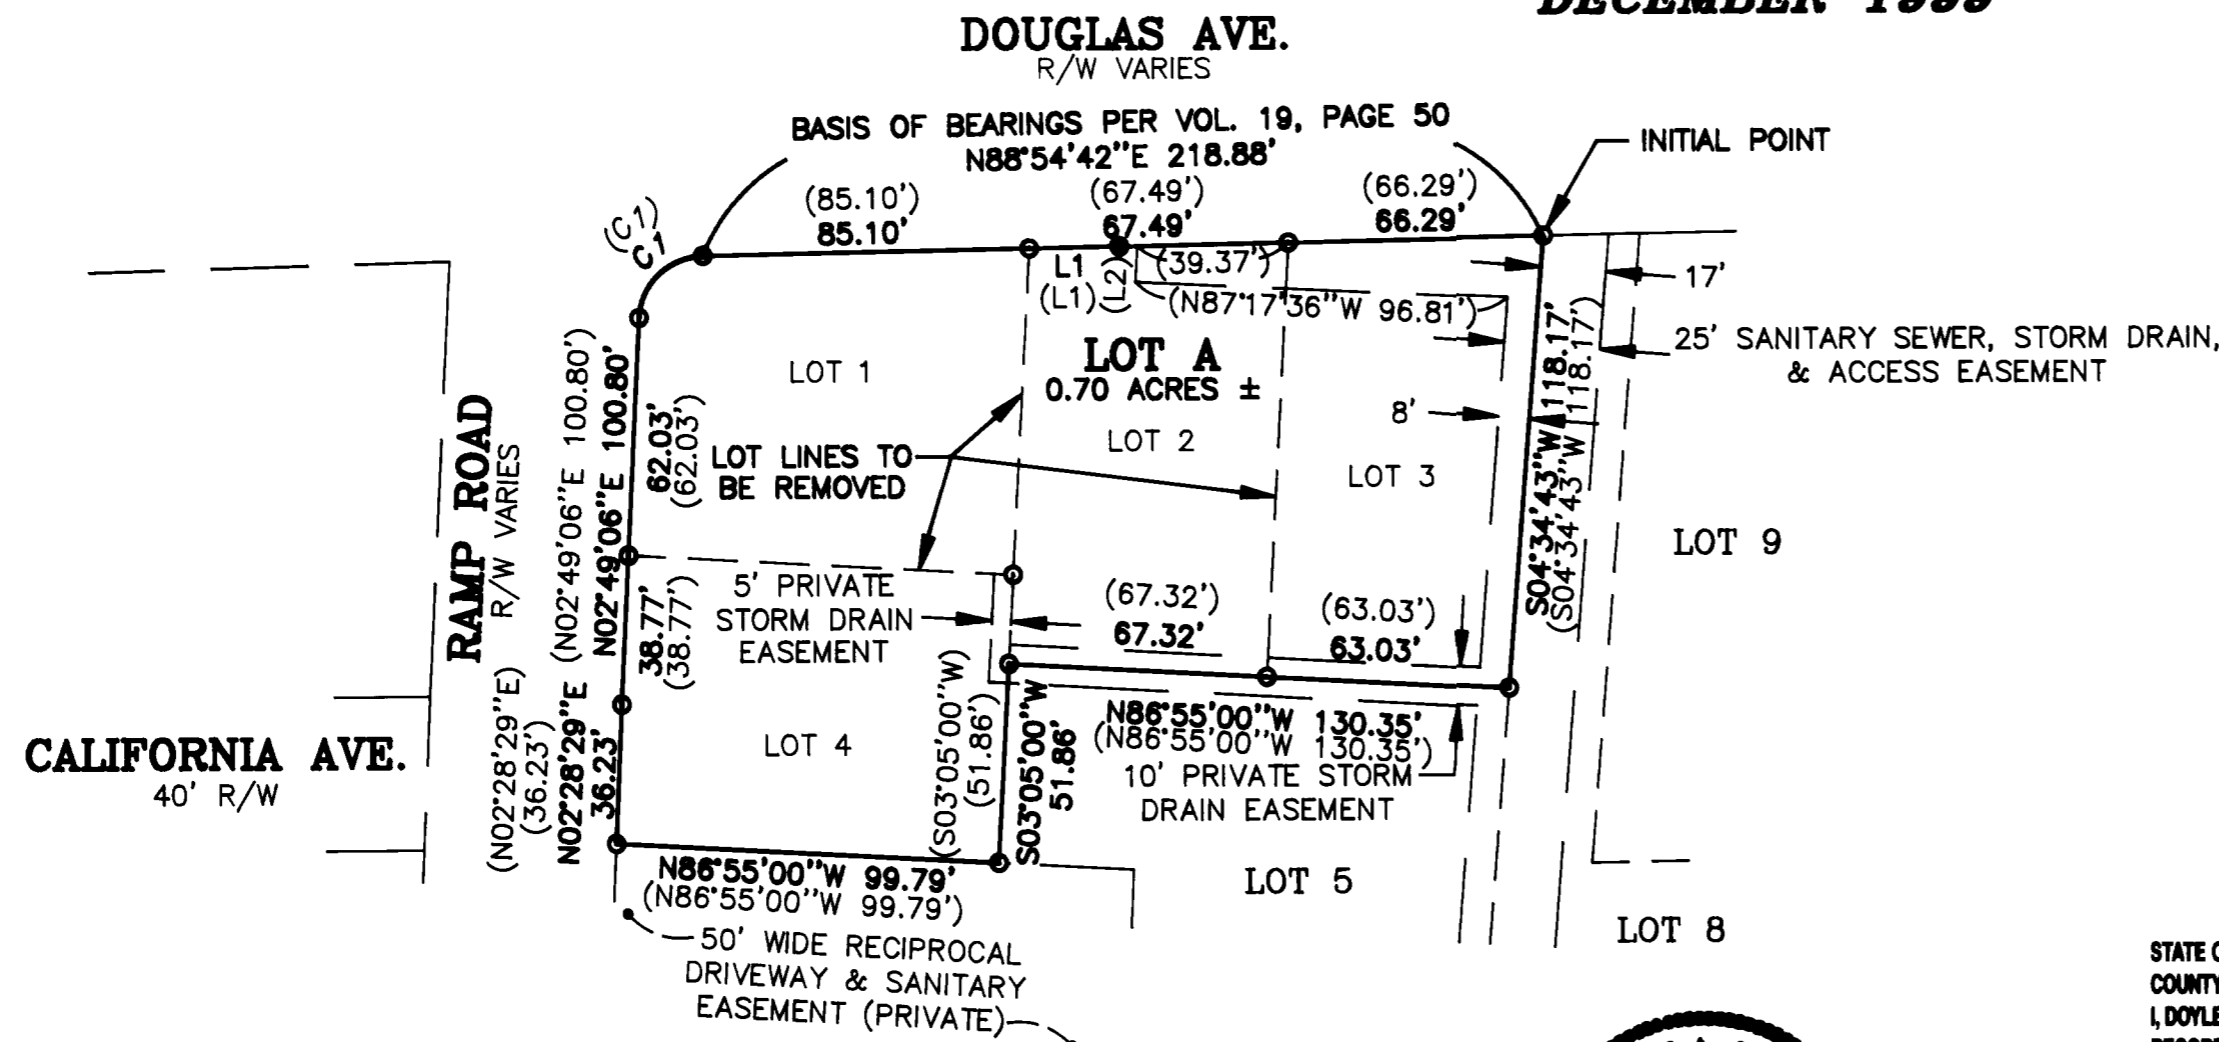 DECEMBER 1999
DOUGLAS AVE.
R/W VARIES
BASIS OF BEARINGS PER VOL. 19, PAGE 50
N88°54'42"E 218.88'
INITIAL POINT
(85.10')
85.10'
(67.49')
67.49'
(66.29')
66.29'
(C1)
C1
L1
(L1)
(L2)
(39.37')
(N87°17'36"W 96.81')
17'
25' SANITARY SEWER, STORM DRAIN,
& ACCESS EASEMENT
LOT 1
LOT A
0.70 ACRES ±
LOT 2
8'
LOT 3
S04°34'43"W 118.17'
(S04°34'43"W 118.17')
LOT 9
RAMP ROAD
R/W VARIES
(N02°49'06"E 100.80')
N02°49'06"E 100.80'
62.03'
(62.03')
LOT LINES TO
BE REMOVED
38.77'
(38.77')
5' PRIVATE
STORM DRAIN
EASEMENT
(67.32')
67.32'
(63.03')
63.03'
CALIFORNIA AVE.
40' R/W
(N02°28'29"E)
(36.23')
N02°28'29"E
36.23'
LOT 4
(S03°05'00"W)
(51.86')
S03°05'00"W
51.86'
N86°55'00"W 130.35'
(N86°55'00"W 130.35')
10' PRIVATE STORM
DRAIN EASEMENT
N86°55'00"W 99.79'
(N86°55'00"W 99.79')
LOT 5
LOT 8
50' WIDE RECIPROCAL
DRIVEWAY & SANITARY
EASEMENT (PRIVATE)
STATE O
COUNTY
I, DOYLE